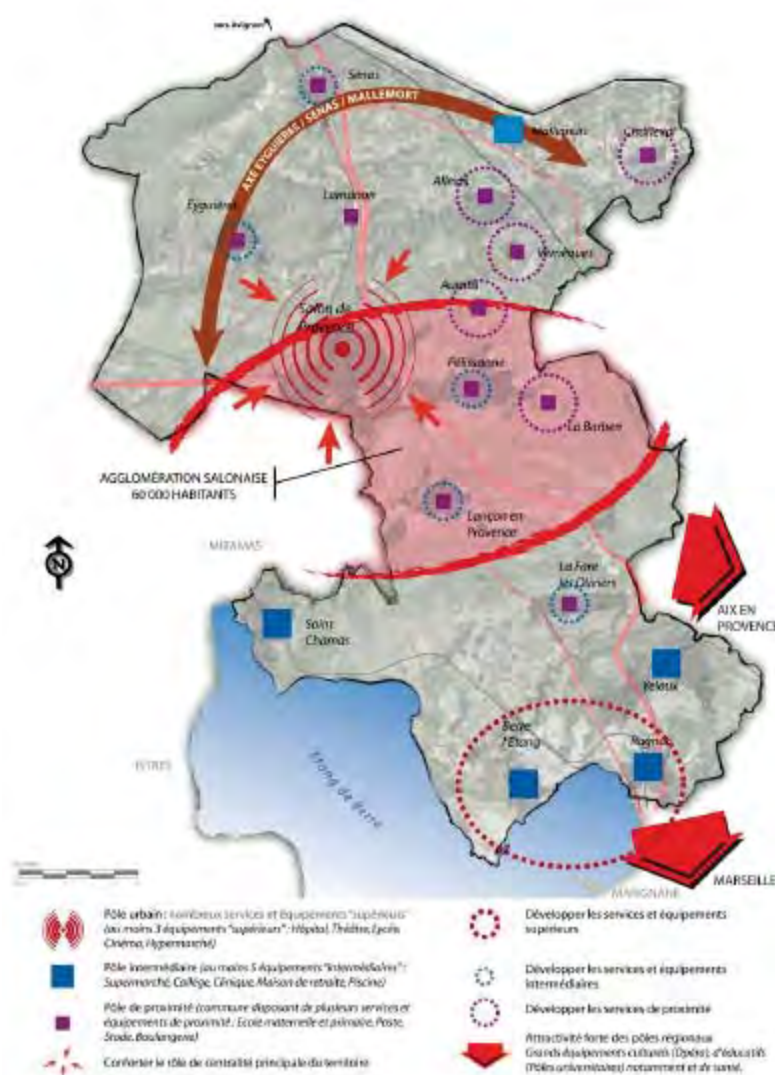 vers Avignon
Sénas
AXE EYGUIERES / SENAS / MALLEMORT
Mallemort
Charleval
Alleins
Eyguières
Lamanon
Vernègues
Aurons
Salon de
Provence
Pélissanne
La Barben
AGGLOMÉRATION SALONAISE
60 000 HABITANTS
Lançon en
Provence
MIRAMAS
N
La Fare
les Oliviers
AIX EN
PROVENCE
Saint
Chamas
Velaux
Berre
l'Etang
Rognac
ISTRES
Etang de Berre
MARSEILLE
MARIGNANE
Pôle urbain : nombreux services et équipements "supérieurs"
(au moins 3 équipements "supérieurs" : Hôpital, Théâtre, Lycée
Cinéma, Hypermarché)
Pôle intermédiaire (au moins 5 équipements "intermédiaires" :
Supermarché, Collège, Clinique, Maison de retraite, Piscine)
Pôle de proximité (commune disposant de plusieurs services et
équipements de proximité : Ecole maternelle et primaire, Poste,
Stade, Boulangerie)
Conforter le rôle de centralité principale du territoire
Développer les services et équipements
supérieurs
Développer les services et équipements
intermédiaires
Développer les services de proximité
Attractivité forte des pôles régionaux
Grands équipements culturels (Opéra), d'éducatifs
(Pôles universitaires) notamment et de santé.